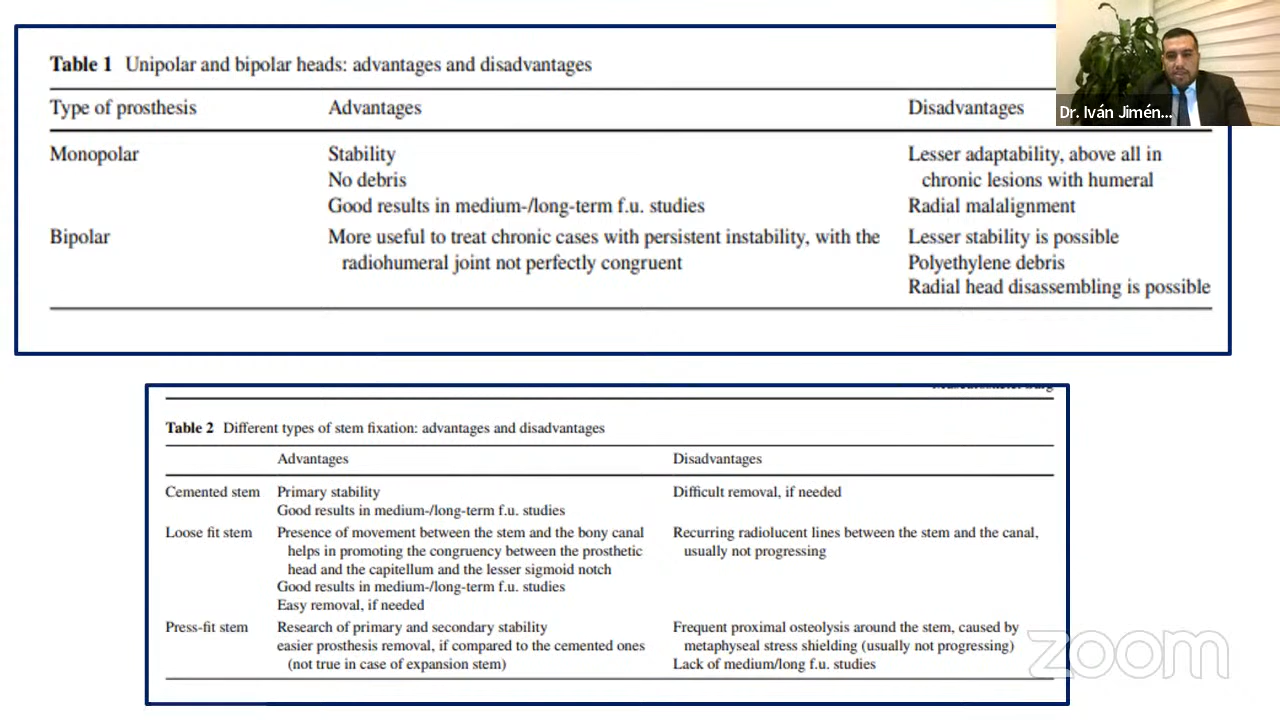 Table 1 Unipolar and bipolar heads: advantages and disadvantages
Type of prosthesis Advantages Disadvantages
Dr. Iván Jimén...
Monopolar Stability Lesser adaptability, above all in
No debris chronic lesions with humeral
Good results in medium-/long-term f.u. studies Radial malalignment
Bipolar More useful to treat chronic cases with persistent instability, with the Lesser stability is possible
radiohumeral joint not perfectly congruent Polyethylene debris
Radial head disassembling is possible
Table 2 Different types of stem fixation: advantages and disadvantages
Advantages Disadvantages
Cemented stem Primary stability Difficult removal, if needed
Good results in medium-/long-term f.u. studies
Loose fit stem Presence of movement between the stem and the bony canal Recurring radiolucent lines between the stem and the canal,
helps in promoting the congruency between the prosthetic usually not progressing
head and the capitellum and the lesser sigmoid notch
Good results in medium-/long-term f.u. studies
Easy removal, if needed
Press-fit stem Research of primary and secondary stability Frequent proximal osteolysis around the stem, caused by
easier prosthesis removal, if compared to the cemented ones metaphyseal stress shielding (usually not progressing)
(not true in case of expansion stem) Lack of medium/long f.u. studies
zoom